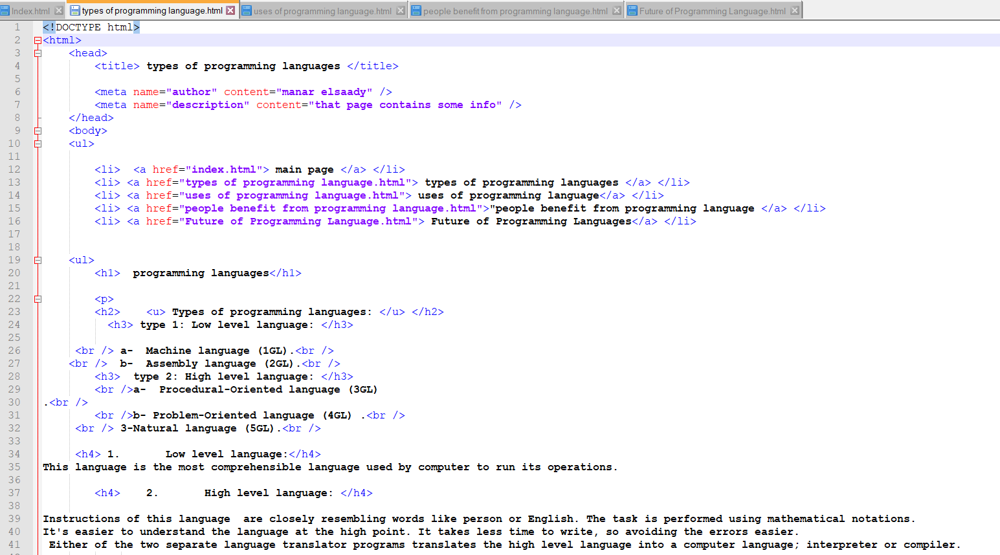 Index.html types of programming language.html uses of programming language.html people benefit from programming language.html Future of Programming Language.html
1 <!DOCTYPE html>
2 <html>
3 <head>
4 <title> types of programming languages </title>
5
6 <meta name="author" content="manar elsaady" />
7 <meta name="description" content="that page contains some info" />
8 </head>
9 <body>
10 <ul>
11
12 <li>  <a href="index.html"> main page </a> </li>
13 <li> <a href="types of programming language.html"> types of programming languages </a> </li>
14 <li> <a href="uses of programming language.html"> uses of programming language</a> </li>
15 <li> <a href="people benefit from programming language.html">"people benefit from programming language </a> </li>
16 <li> <a href="Future of Programming Language.html"> Future of Programming Languages</a> </li>
17
18
19 <ul>
20 <h1>  programming languages</h1>
21
22 <p>
23 <h2>    <u> Types of programming languages: </u> </h2>
24 <h3> type 1: Low level language: </h3>
25
26 <br /> a-  Machine language (1GL).<br />
27 <br />  b-  Assembly language (2GL).<br />
28 <h3>  type 2: High level language: </h3>
29 <br />a-  Procedural-Oriented language (3GL)
30 .<br />
31 <br />b- Problem-Oriented language (4GL) .<br />
32 <br /> 3-Natural language (5GL).<br />
33
34 <h4> 1.       Low level language:</h4>
35 This language is the most comprehensible language used by computer to run its operations.
36
37 <h4>    2.       High level language: </h4>
38
39 Instructions of this language  are closely resembling words like person or English. The task is performed using mathematical notations.
40 It's easier to understand the language at the high point. It takes less time to write, so avoiding the errors easier.
41 Either of the two separate language translator programs translates the high level language into a computer language; interpreter or compiler.